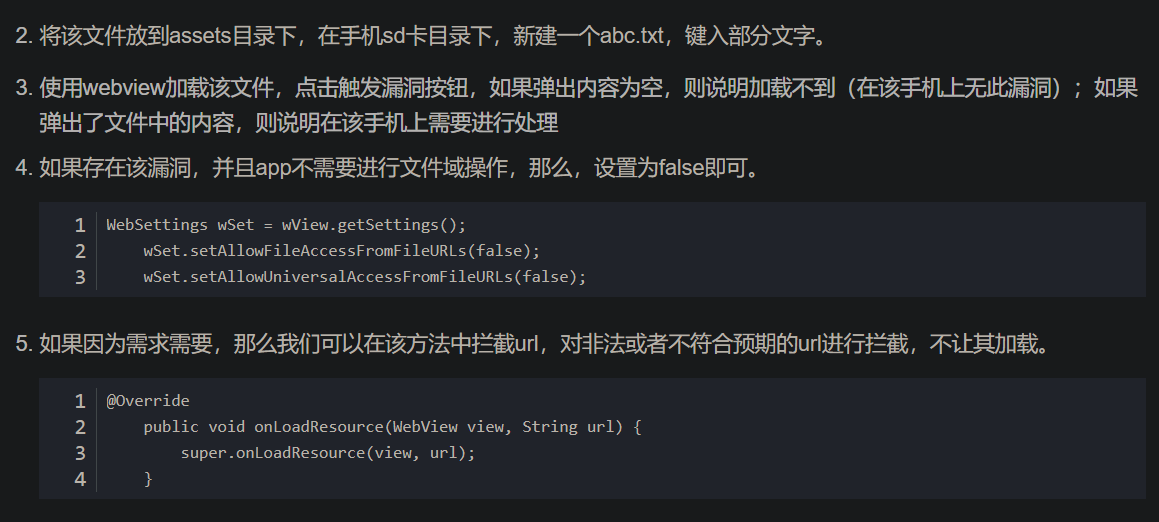 2. 将该文件放到assets目录下，在手机sd卡目录下，新建一个abc.txt，键入部分文字。
3. 使用webview加载该文件，点击触发漏洞按钮，如果弹出内容为空，则说明加载不到（在该手机上无此漏洞）；如果
弹出了文件中的内容，则说明在该手机上需要进行处理
4. 如果存在该漏洞，并且app不需要进行文件域操作，那么，设置为false即可。
1 WebSettings wSet = wView.getSettings();
2     wSet.setAllowFileAccessFromFileURLs(false);
3     wSet.setAllowUniversalAccessFromFileURLs(false);
5. 如果因为需求需要，那么我们可以在该方法中拦截url，对非法或者不符合预期的url进行拦截，不让其加载。
1 @Override
2     public void onLoadResource(WebView view, String url) {
3         super.onLoadResource(view, url);
4     }